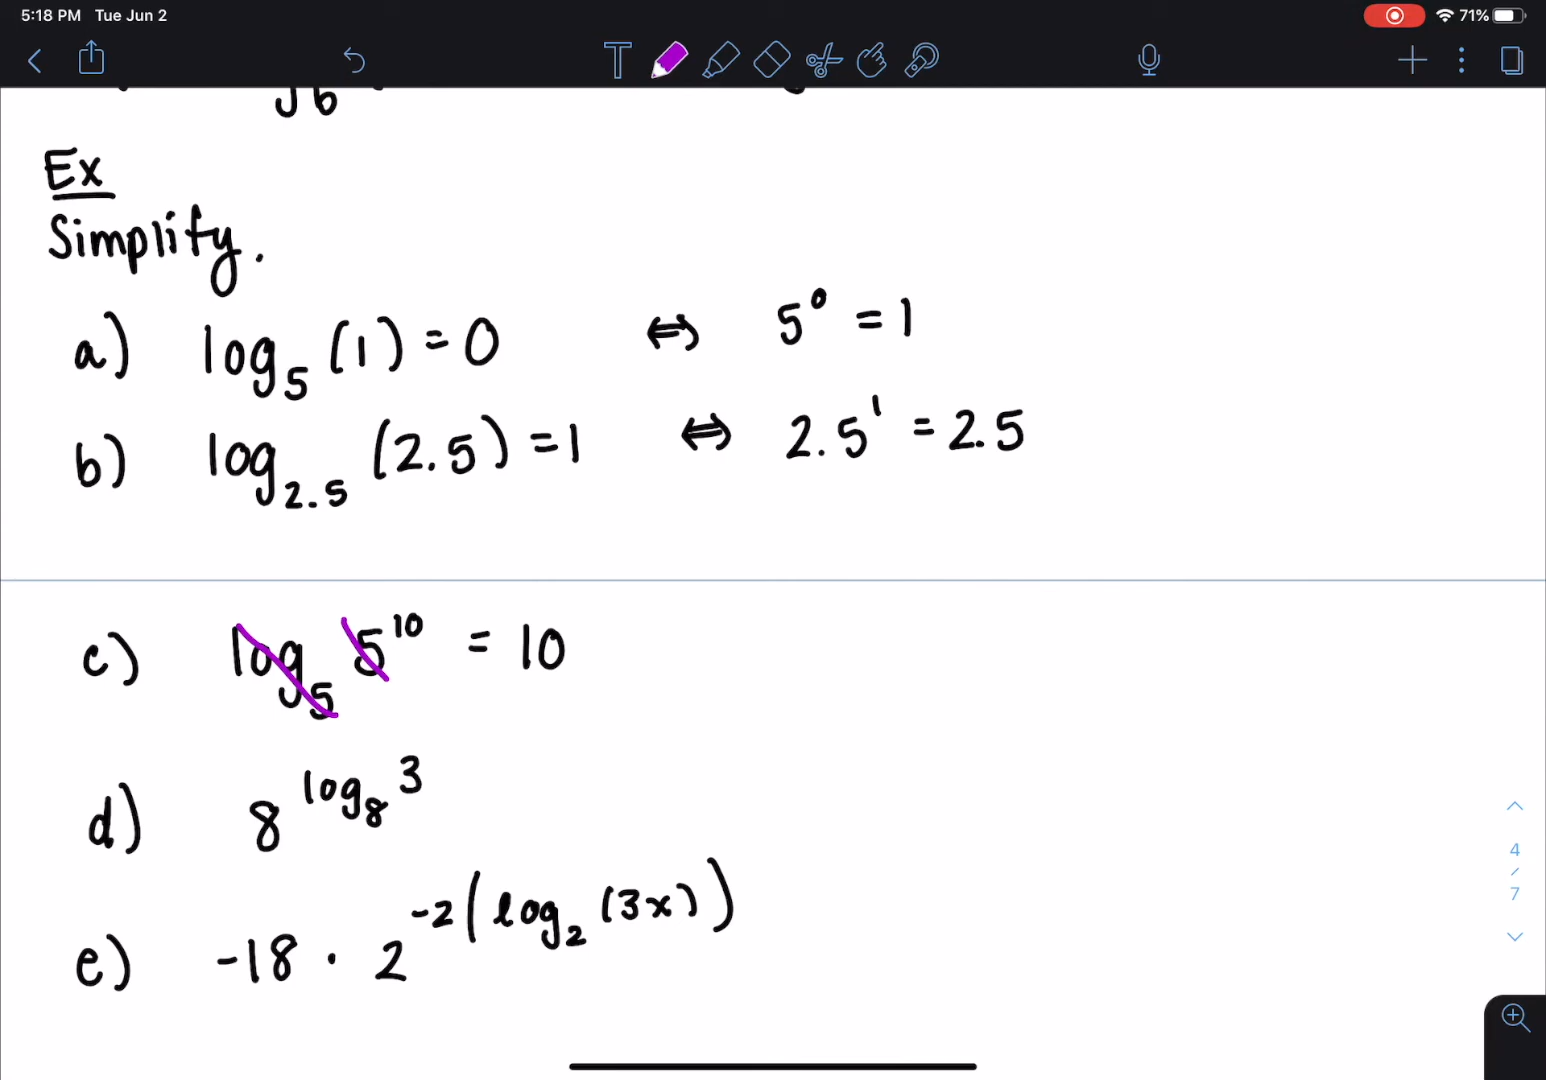 5:18 PM Tue Jun 2 71%
T
Ex
Simplify.
a) log₅ (1) = 0 ⇔ 5⁰ = 1
b) log₂.₅ (2.5) = 1 ⇔ 2.5¹ = 2.5
c) log₅ 5¹⁰ = 10
d) 8^(log₈ 3)
e) -18 · 2^(-2(log₂ (3x)))
4
/
7